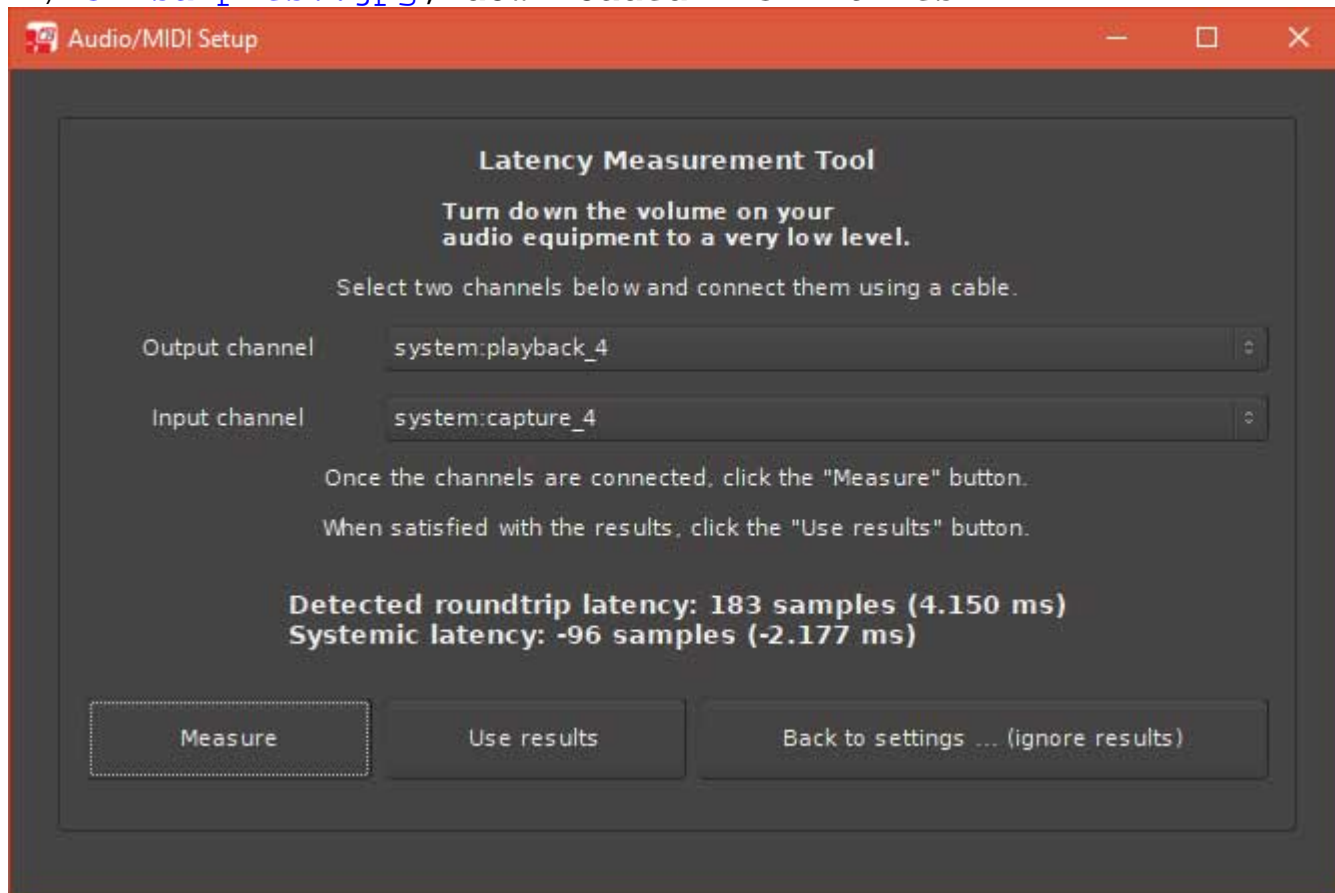 Audio/MIDI Setup
Latency Measurement Tool
Turn down the volume on your
audio equipment to a very low level.
Select two channels below and connect them using a cable.
Output channel system:playback_4
Input channel system:capture_4
Once the channels are connected, click the "Measure" button.
When satisfied with the results, click the "Use results" button.
Detected roundtrip latency: 183 samples (4.150 ms)
Systemic latency: -96 samples (-2.177 ms)
Measure Use results Back to settings ... (ignore results)